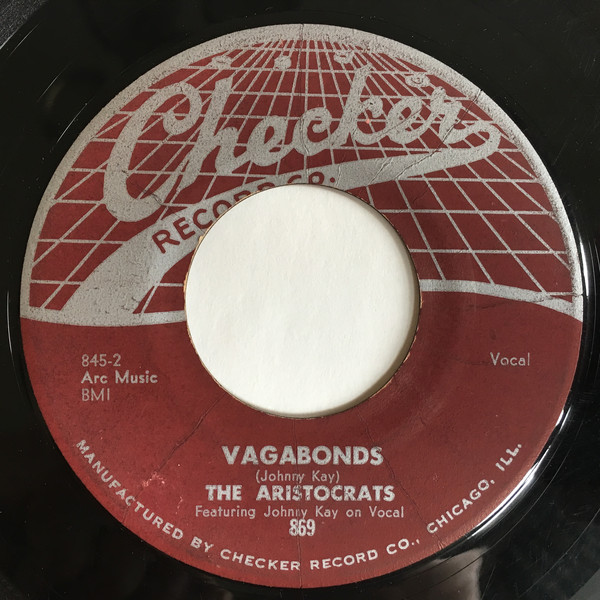 Checker
RECORD CO.
845-2
Arc Music
BMI
Vocal
VAGABONDS
(Johnny Kay)
THE ARISTOCRATS
Featuring Johnny Kay on Vocal
869
MANUFACTURED BY CHECKER RECORD CO., CHICAGO, ILL.